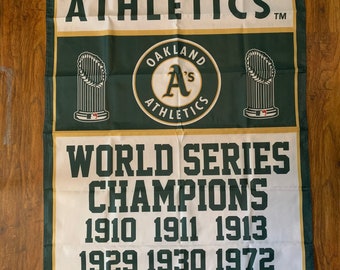 ATHLETICS™
OAKLAND
A's
ATHLETICS
WORLD SERIES
CHAMPIONS
1910 1911 1913
1929 1930 1972